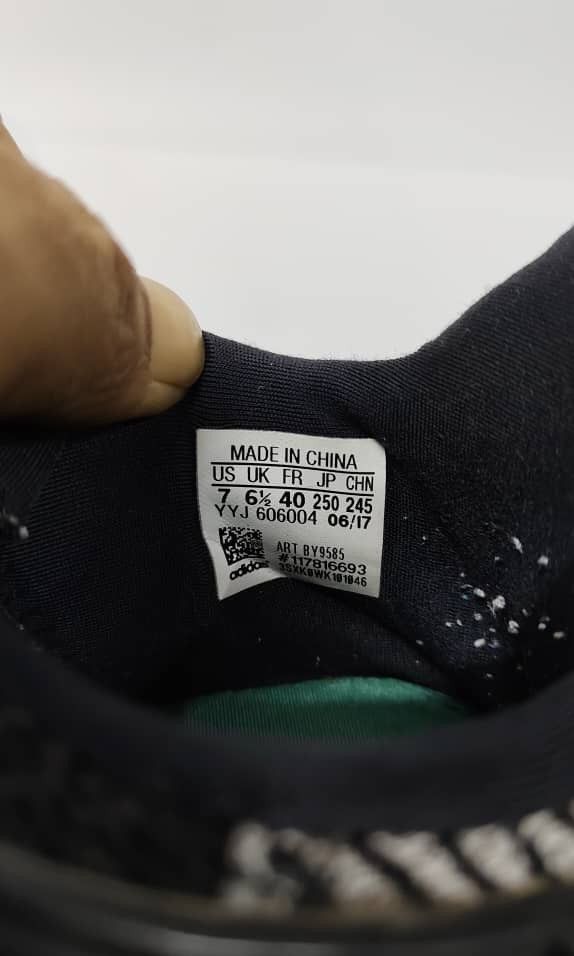 MADE IN CHINA
US UK FR JP CHN
7 6½ 40 250 245
YYJ 606004 06/17
ART BY9585
#117816693
3SXK0WK101046
adidas